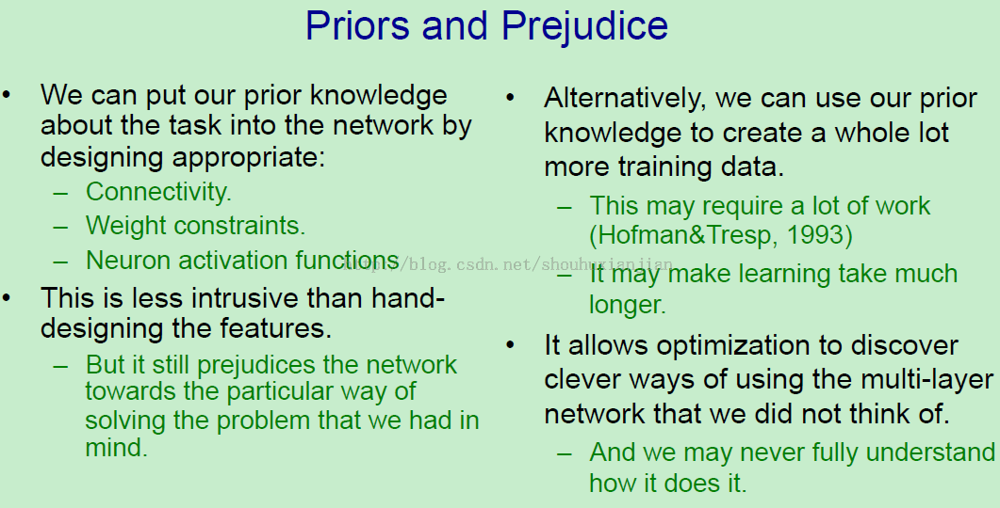 Priors and Prejudice
• We can put our prior knowledge
about the task into the network by
designing appropriate:
– Connectivity.
– Weight constraints.
– Neuron activation functions
• This is less intrusive than hand-
designing the features.
– But it still prejudices the network
towards the particular way of
solving the problem that we had in
mind.
• Alternatively, we can use our prior
knowledge to create a whole lot
more training data.
– This may require a lot of work
(Hofman&Tresp, 1993)
– It may make learning take much
longer.
• It allows optimization to discover
clever ways of using the multi-layer
network that we did not think of.
– And we may never fully understand
how it does it.
http://blog.csdn.net/shouhuxianjian